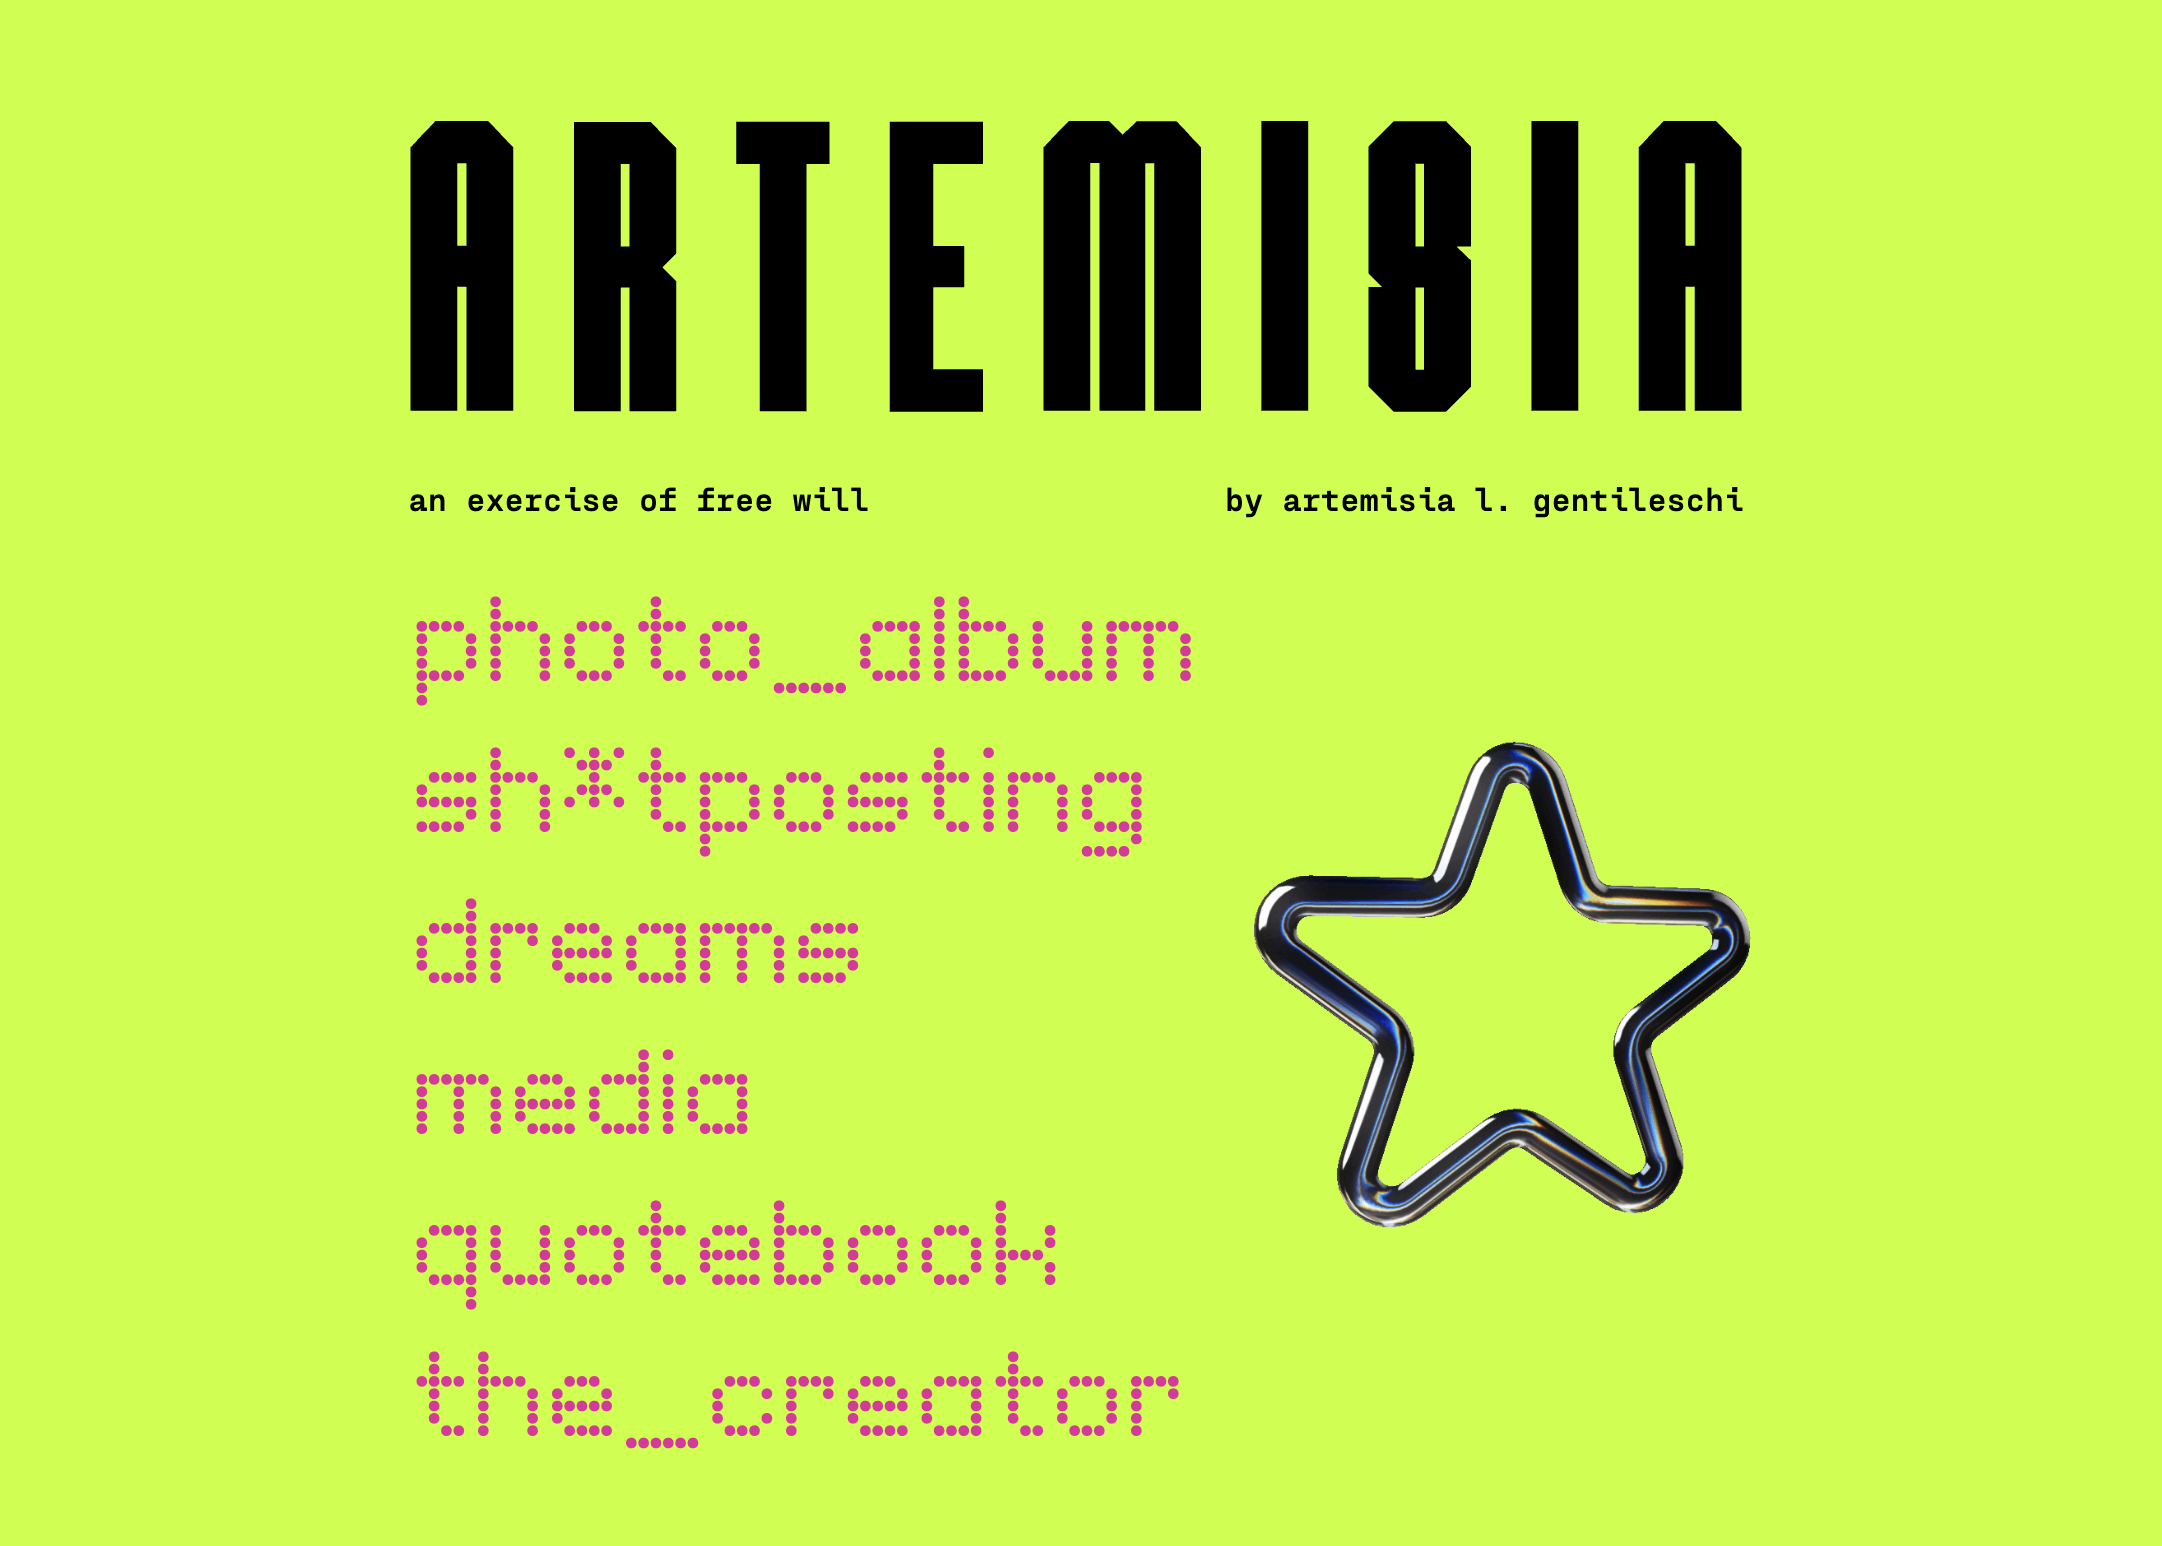 ARTEMISIA
an exercise of free will
by artemisia l. gentileschi
photo_album
sh*tposting
dreams
media
quotebook
the_creator